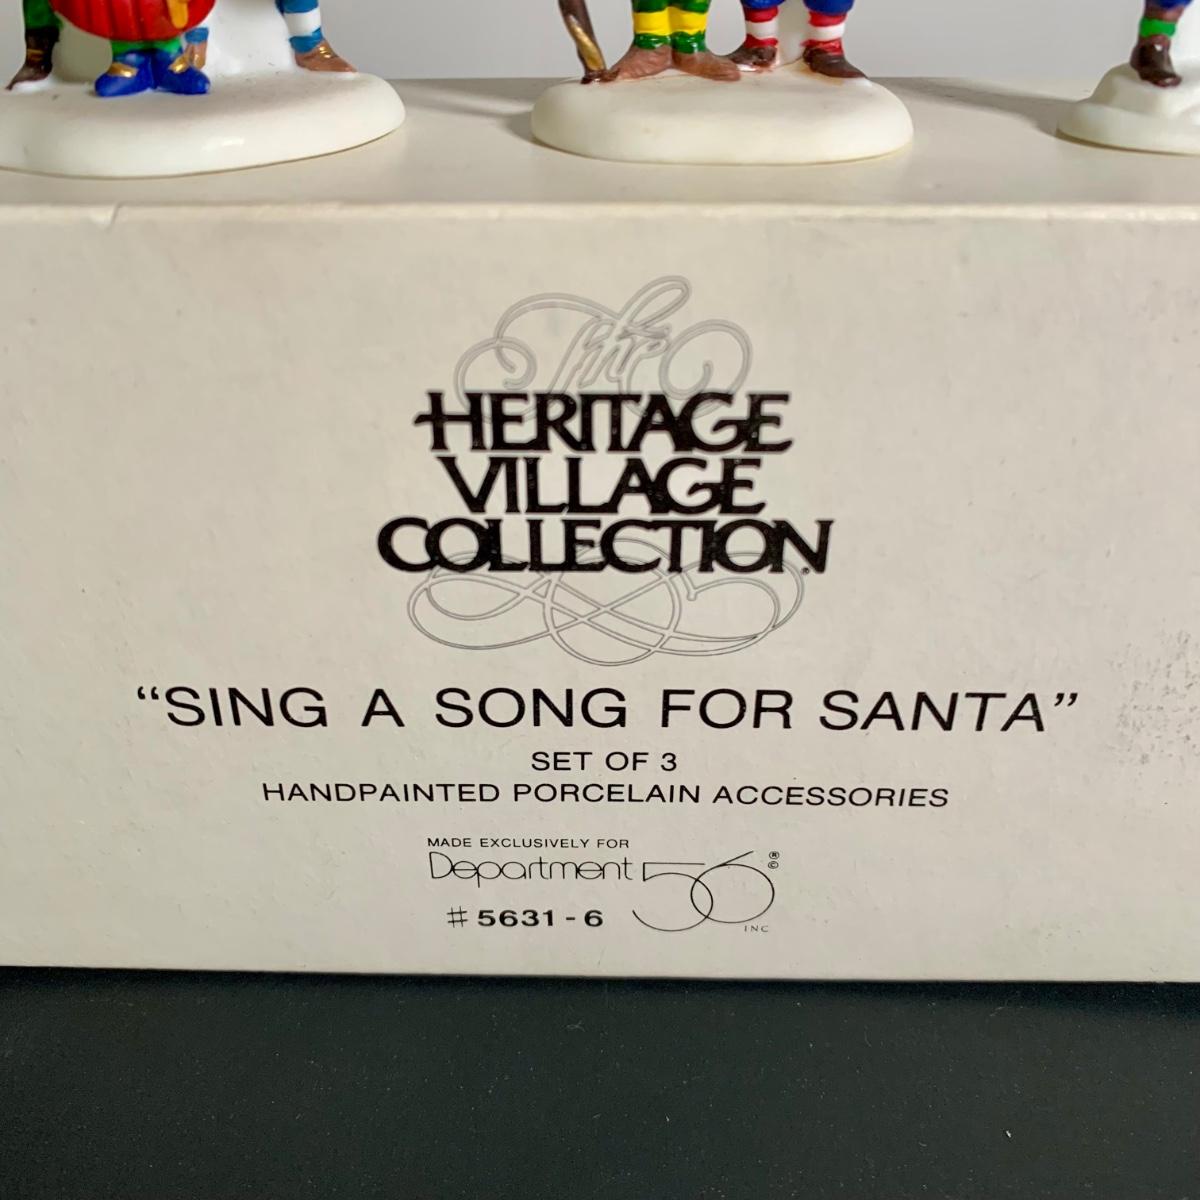 The
HERITAGE
VILLAGE
COLLECTION®
“SING A SONG FOR SANTA”
SET OF 3
HANDPAINTED PORCELAIN ACCESSORIES
MADE EXCLUSIVELY FOR
Department 56 ®©
# 5631 - 6
INC